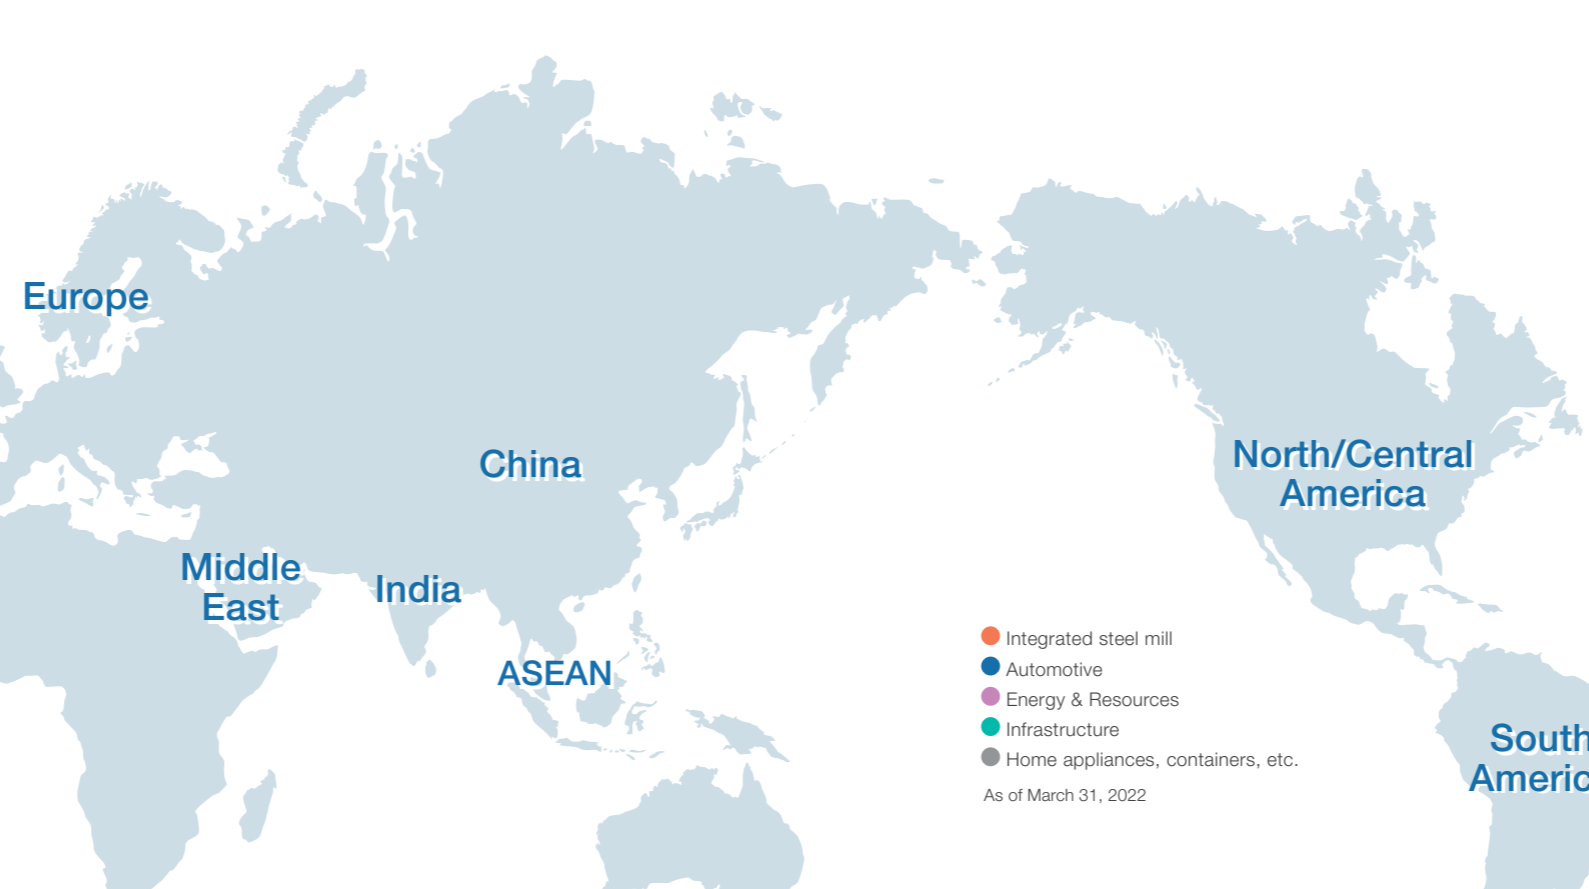 Europe
China
North/Central
America
Middle
East
India
ASEAN
Integrated steel mill
Automotive
Energy & Resources
Infrastructure
Home appliances, containers, etc.
As of March 31, 2022
South
Americ